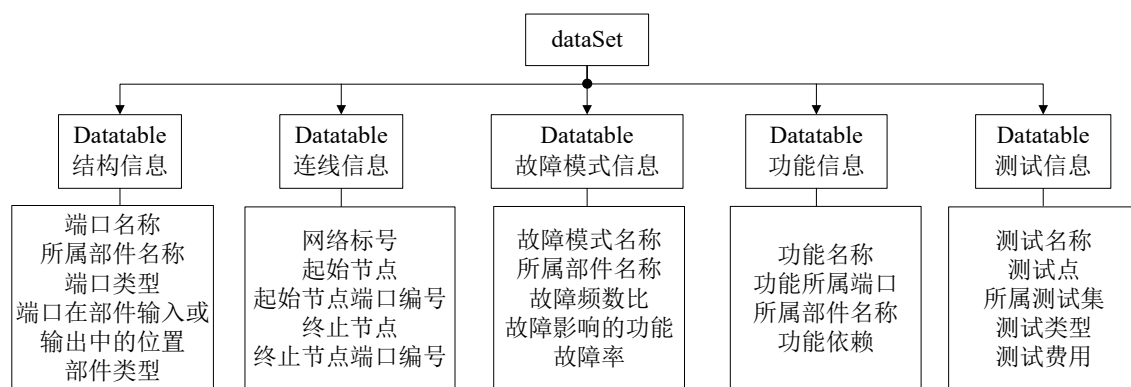 dataSet
Datatable
结构信息
Datatable
连线信息
Datatable
故障模式信息
Datatable
功能信息
Datatable
测试信息
端口名称
所属部件名称
端口类型
端口在部件输入或
输出中的位置
部件类型
网络标号
起始节点
起始节点端口编号
终止节点
终止节点端口编号
故障模式名称
所属部件名称
故障频数比
故障影响的功能
故障率
功能名称
功能所属端口
所属部件名称
功能依赖
测试名称
测试点
所属测试集
测试类型
测试费用